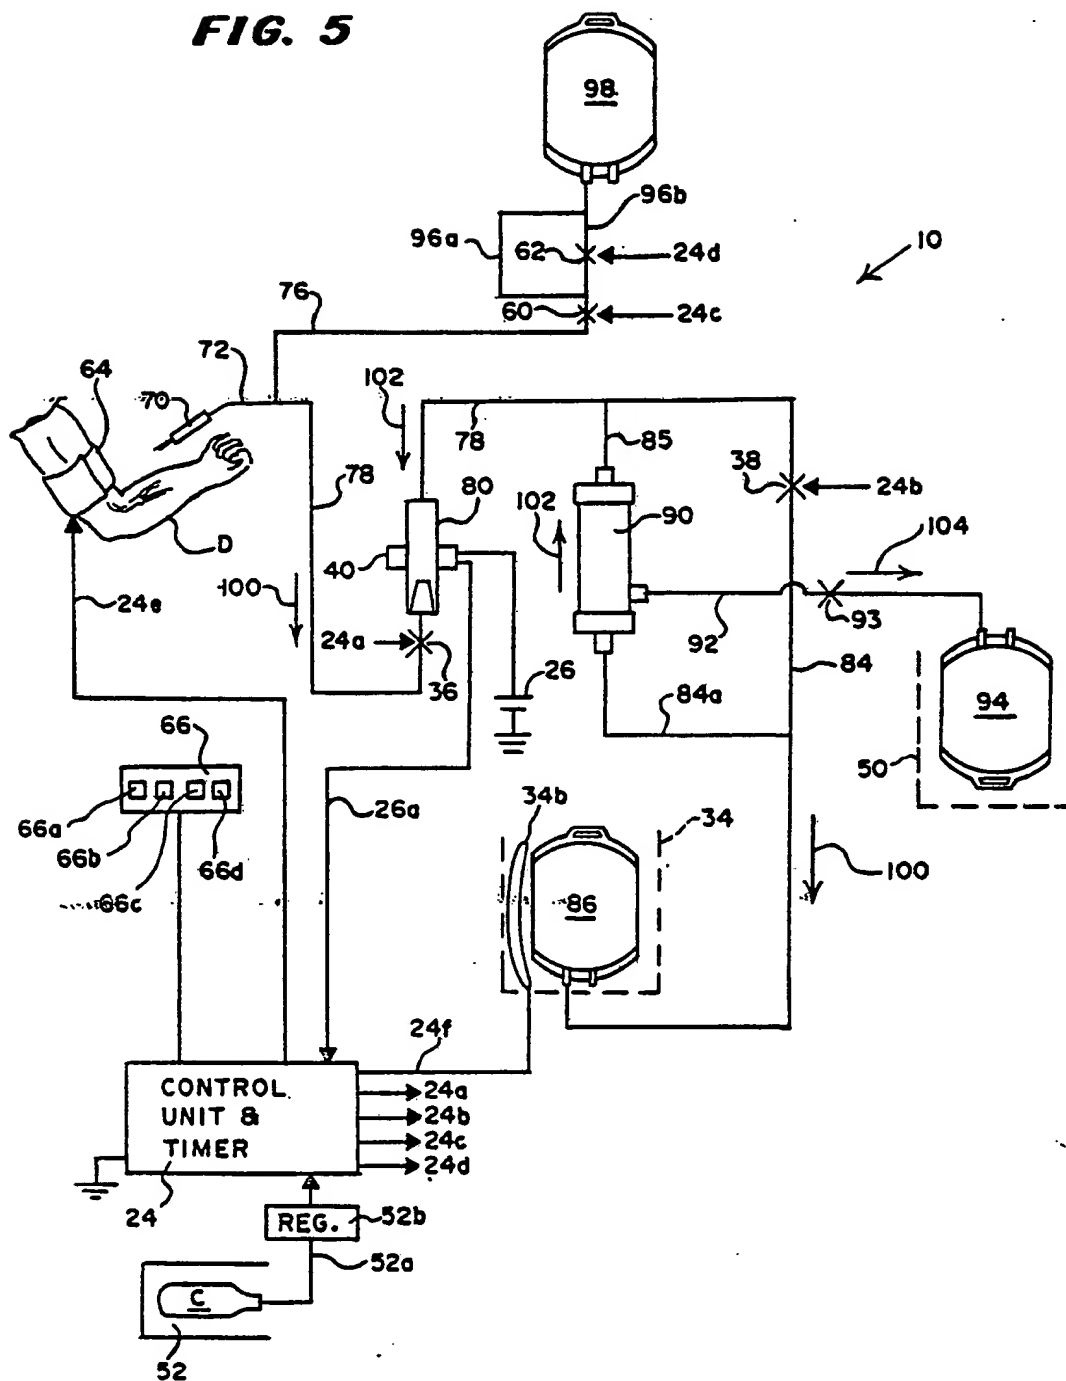 FIG. 5
98
96b
96a
62
24d
10
60
24c
76
72
64
70
102
78
85
38
24b
78
80
102
90
104
D
40
100
24e
24a
36
92
93
26
84
84a
94
66
50
66a
66b
66c
66d
26a
34b
34
86
100
24f
CONTROL
UNIT &
TIMER
24a
24b
24c
24d
24
REG.
52b
52a
C
52